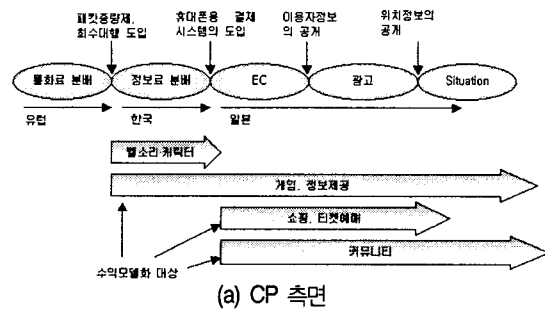 패킷중량제,
회수대행 도입
휴대폰용 결제
시스템의 도입
이용자정보
의 공개
위치정보의
공개
통화료 분배
정보료 분배
EC
광고
Situation
유럽
한국
일본
벨소리·캐릭터
게임, 정보제공
쇼핑, 티켓예매
커뮤니티
수익모델화 대상
(a) CP 측면